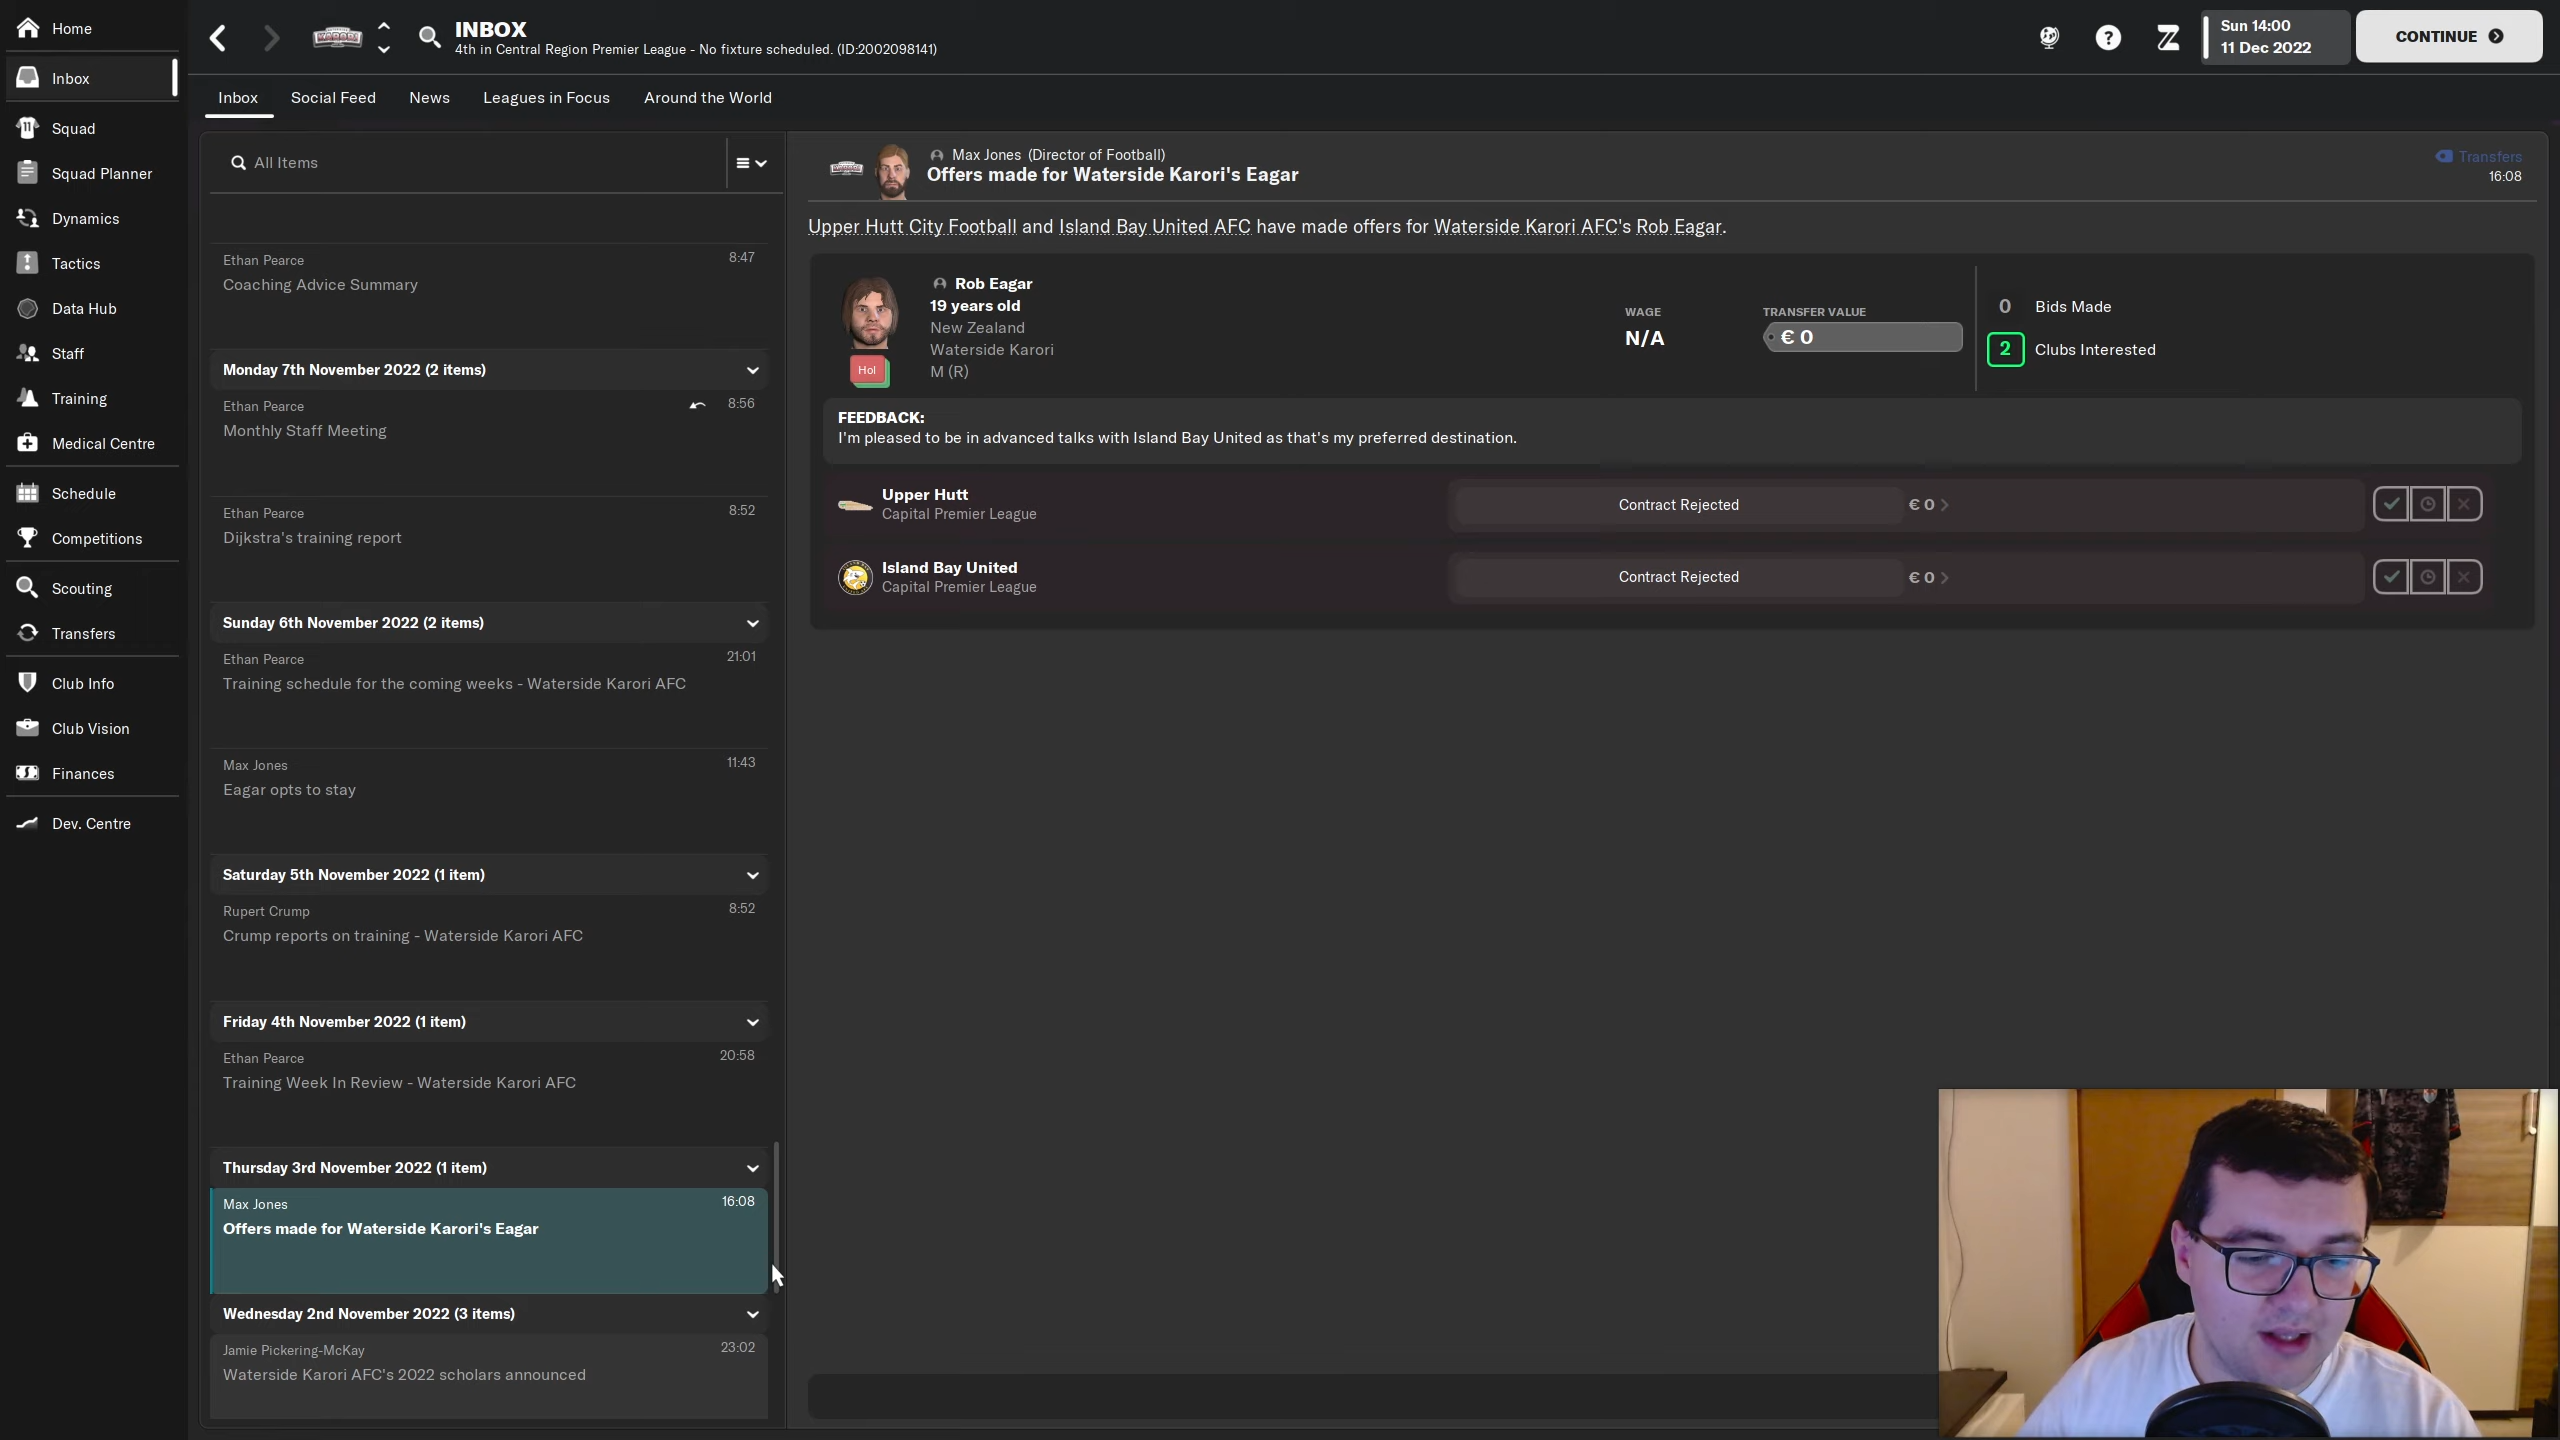 Home
Inbox
Squad
Squad Planner
Dynamics
Tactics
Data Hub
Staff
Training
Medical Centre
Schedule
Competitions
Scouting
Transfers
Club Info
Club Vision
Finances
Dev. Centre
INBOX
4th in Central Region Premier League - No fixture scheduled. (ID:2002098141)
Sun 14:00
11 Dec 2022
CONTINUE
Inbox Social Feed News Leagues in Focus Around the World
All Items
Ethan Pearce 8:47
Coaching Advice Summary
Monday 7th November 2022 (2 items)
Ethan Pearce 8:56
Monthly Staff Meeting
Ethan Pearce 8:52
Dijkstra's training report
Sunday 6th November 2022 (2 items)
Ethan Pearce 21:01
Training schedule for the coming weeks - Waterside Karori AFC
Max Jones 11:43
Eagar opts to stay
Saturday 5th November 2022 (1 item)
Rupert Crump 8:52
Crump reports on training - Waterside Karori AFC
Friday 4th November 2022 (1 item)
Ethan Pearce 20:58
Training Week In Review - Waterside Karori AFC
Thursday 3rd November 2022 (1 item)
Max Jones 16:08
Offers made for Waterside Karori's Eagar
Wednesday 2nd November 2022 (3 items)
Jamie Pickering-McKay 23:02
Waterside Karori AFC's 2022 scholars announced
Max Jones (Director of Football)
Offers made for Waterside Karori's Eagar
Transfers
16:08
Upper Hutt City Football and Island Bay United AFC have made offers for Waterside Karori AFC's Rob Eagar.
Rob Eagar
19 years old
New Zealand
Waterside Karori
M (R)
Hol
WAGE
N/A
TRANSFER VALUE
€ 0
0 Bids Made
2 Clubs Interested
FEEDBACK:
I'm pleased to be in advanced talks with Island Bay United as that's my preferred destination.
Upper Hutt
Capital Premier League
Contract Rejected € 0
Island Bay United
Capital Premier League
Contract Rejected € 0